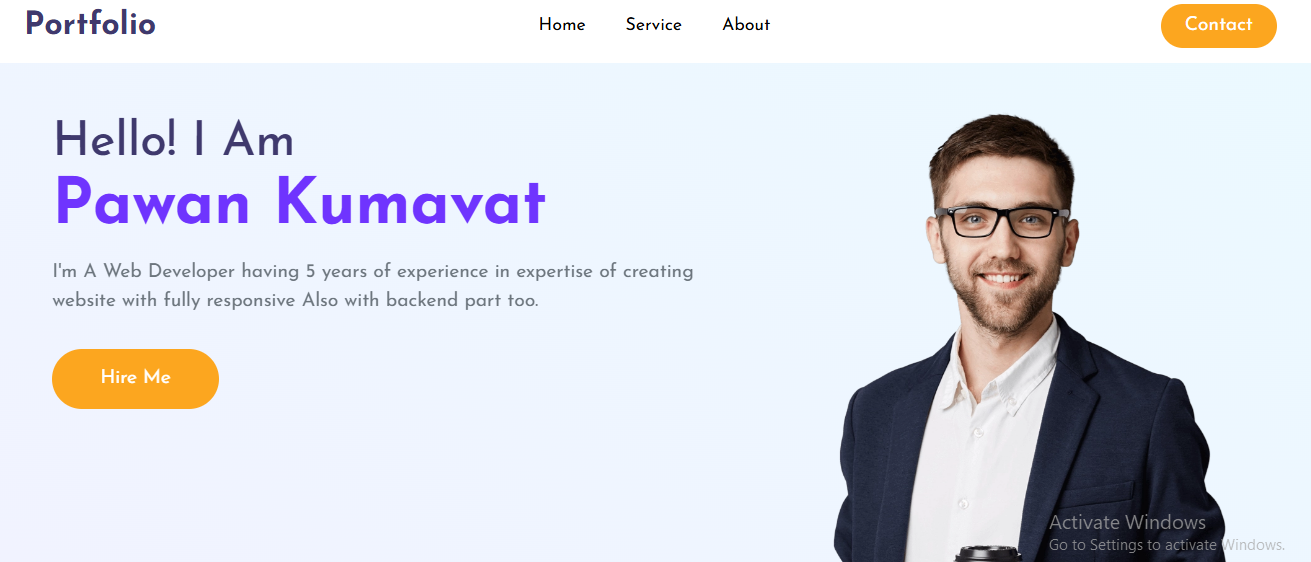 Portfolio
Home Service About
Contact
Hello! I Am
Pawan Kumavat
I'm A Web Developer having 5 years of experience in expertise of creating
website with fully responsive Also with backend part too.
Hire Me
Activate Windows
Go to Settings to activate Windows.